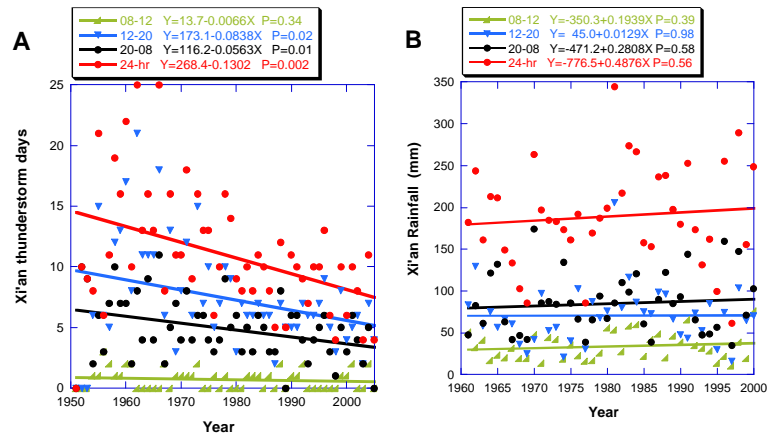 A
08-12 Y=13.7-0.0066X P=0.34
12-20 Y=173.1-0.0838X P=0.02
20-08 Y=116.2-0.0563X P=0.01
24-hr Y=268.4-0.1302 P=0.002
Xi'an thunderstorm days
25
20
15
10
5
0
1950 1960 1970 1980 1990 2000
Year
B
08-12 Y=-350.3+0.1939X P=0.39
12-20 Y= 45.0+0.0129X P=0.98
20-08 Y=-471.2+0.2808X P=0.58
24-hr Y=-776.5+0.4876X P=0.56
Xi'an Rainfall (mm)
350
300
250
200
150
100
50
0
1960 1965 1970 1975 1980 1985 1990 1995 2000
Year